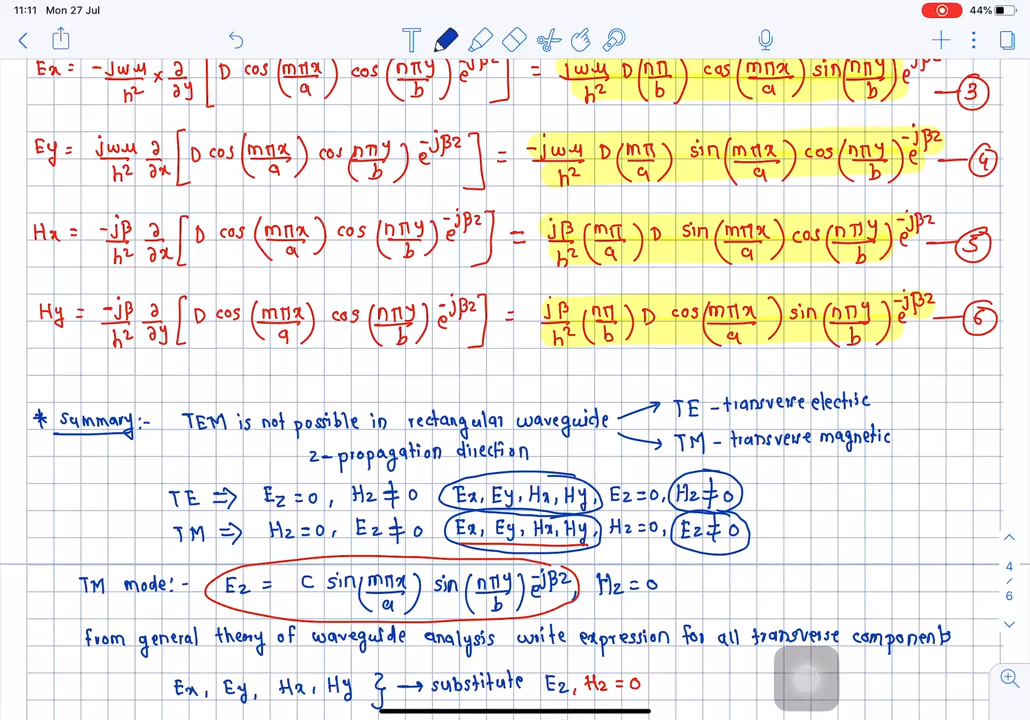 11:11 Mon 27 Jul
44%
Ex = -jωμ/h² × ∂/∂y [ D cos(mπx/a) cos(nπy/b) e^-jβz ] = jωμ/h² D (nπ/b) cos(mπx/a) sin(nπy/b) e —③
Ey = jωμ/h² ∂/∂x [ D cos(mπx/a) cos(nπy/b) e^-jβz ] = -jωμ/h² D (mπ/a) sin(mπx/a) cos(nπy/b) e^-jβz —④
Hx = -jβ/h² ∂/∂x [ D cos(mπx/a) cos(nπy/b) e^-jβz ] = jβ/h² (mπ/a) D sin(mπx/a) cos(nπy/b) e^-jβz —⑤
Hy = -jβ/h² ∂/∂y [ D cos(mπx/a) cos(nπy/b) e^-jβz ] = jβ/h² (nπ/b) D cos(mπx/a) sin(nπy/b) e^-jβz —⑥
* Summary:- TEM is not possible in rectangular waveguide → TE - transverse electric
→ TM - transverse magnetic
z-propagation direction
TE ⇒ Ez=0, Hz≠0 (Ex, Ey, Hx, Hy), Ez=0, (Hz≠0)
TM ⇒ Hz=0, Ez≠0 (Ex, Ey, Hx, Hy), Hz=0, (Ez≠0)
TM mode:- Ez = C sin(mπx/a) sin(nπy/b) e^-jβz, Hz=0
from general theory of waveguide analysis write expression for all transverse components
Ex, Ey, Hx, Hy } → substitute Ez, Hz=0
4
/
6